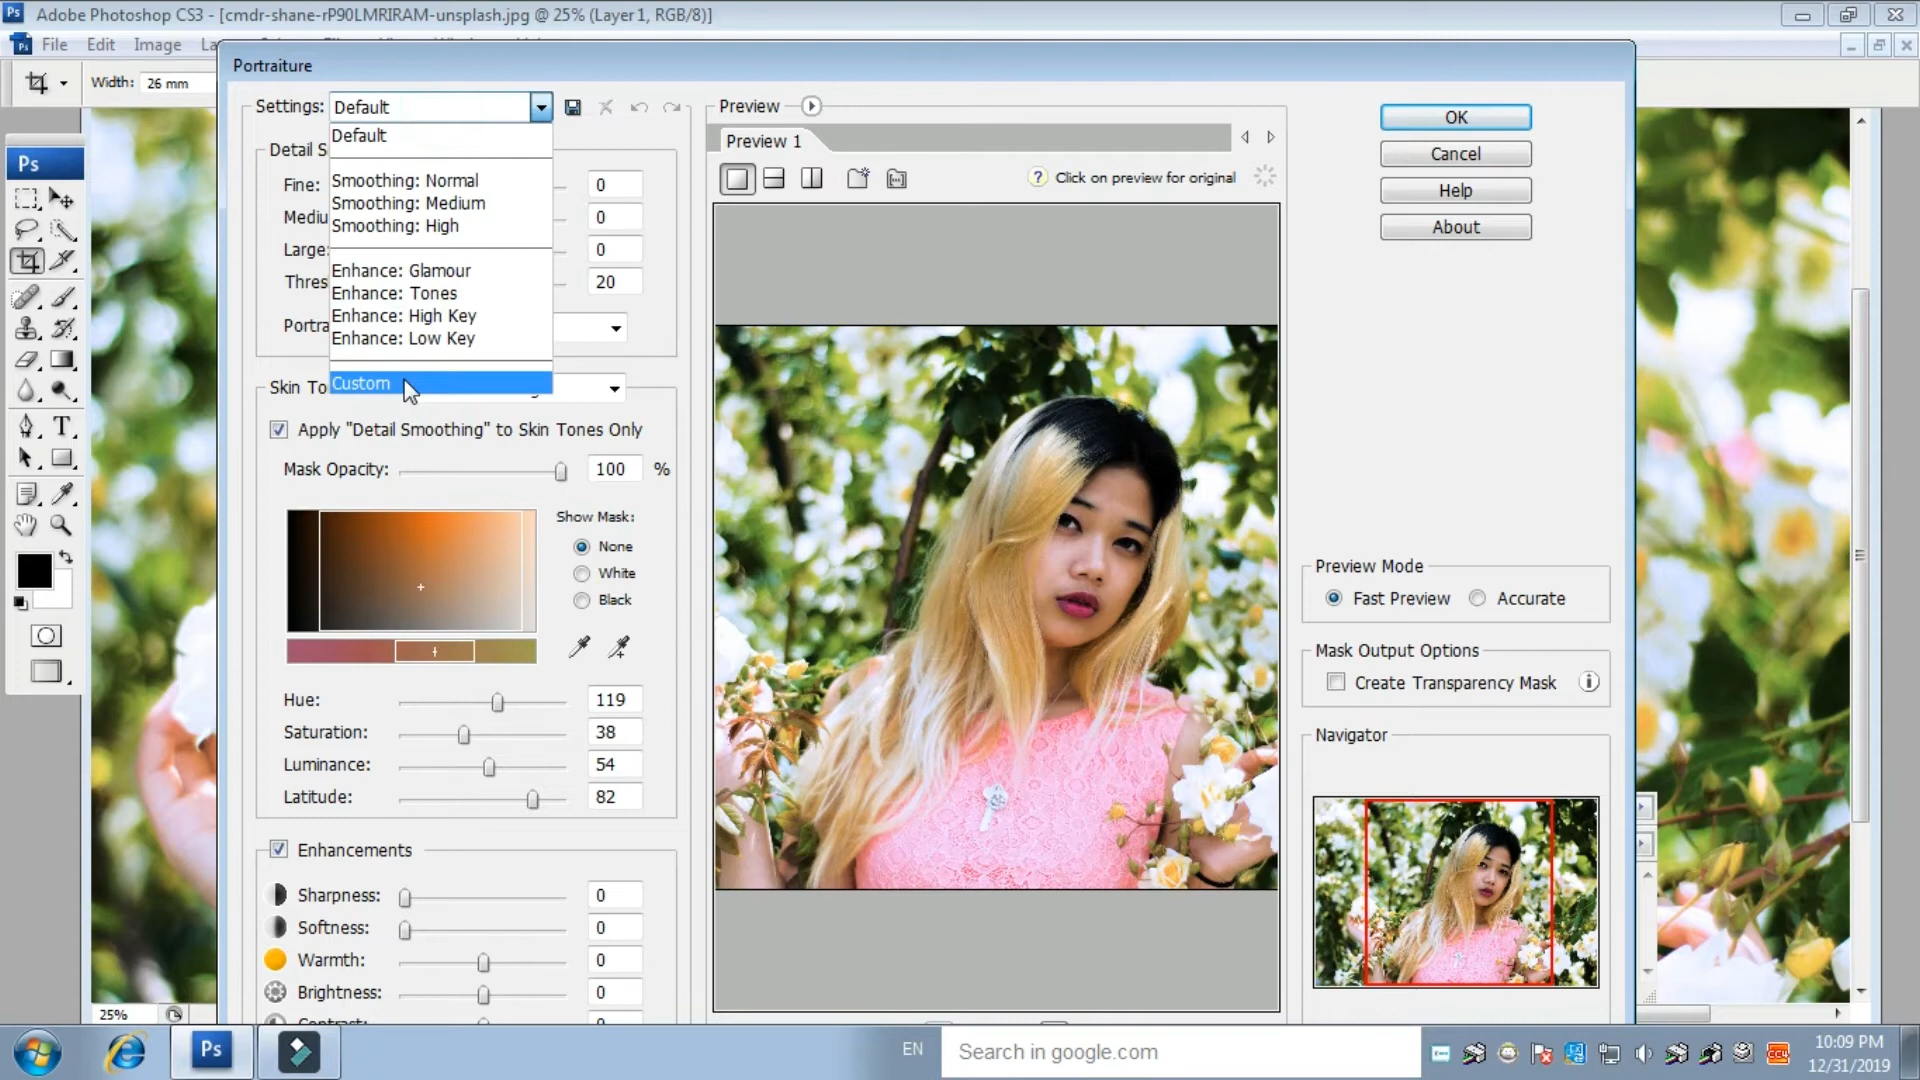 Adobe Photoshop CS3 - [cmdr-shane-rP90LMRIRAM-unsplash.jpg @ 25% (Layer 1, RGB/8)]
File Edit Image
Width: 26 mm
Portraiture
Settings: Default
Default
Smoothing: Normal
Smoothing: Medium
Smoothing: High
Enhance: Glamour
Enhance: Tones
Enhance: High Key
Enhance: Low Key
Custom
Detail S
Fine: 0
Mediu 0
Large: 0
Thres 20
Portra
Skin To
Apply "Detail Smoothing" to Skin Tones Only
Mask Opacity: 100 %
Show Mask:
None
White
Black
Hue: 119
Saturation: 38
Luminance: 54
Latitude: 82
Enhancements
Sharpness: 0
Softness: 0
Warmth: 0
Brightness: 0
Preview
Preview 1
Click on preview for original
OK
Cancel
Help
About
Preview Mode
Fast Preview Accurate
Mask Output Options
Create Transparency Mask
Navigator
Ps
T
25%
Ps
EN
Search in google.com
10:09 PM
12/31/2019